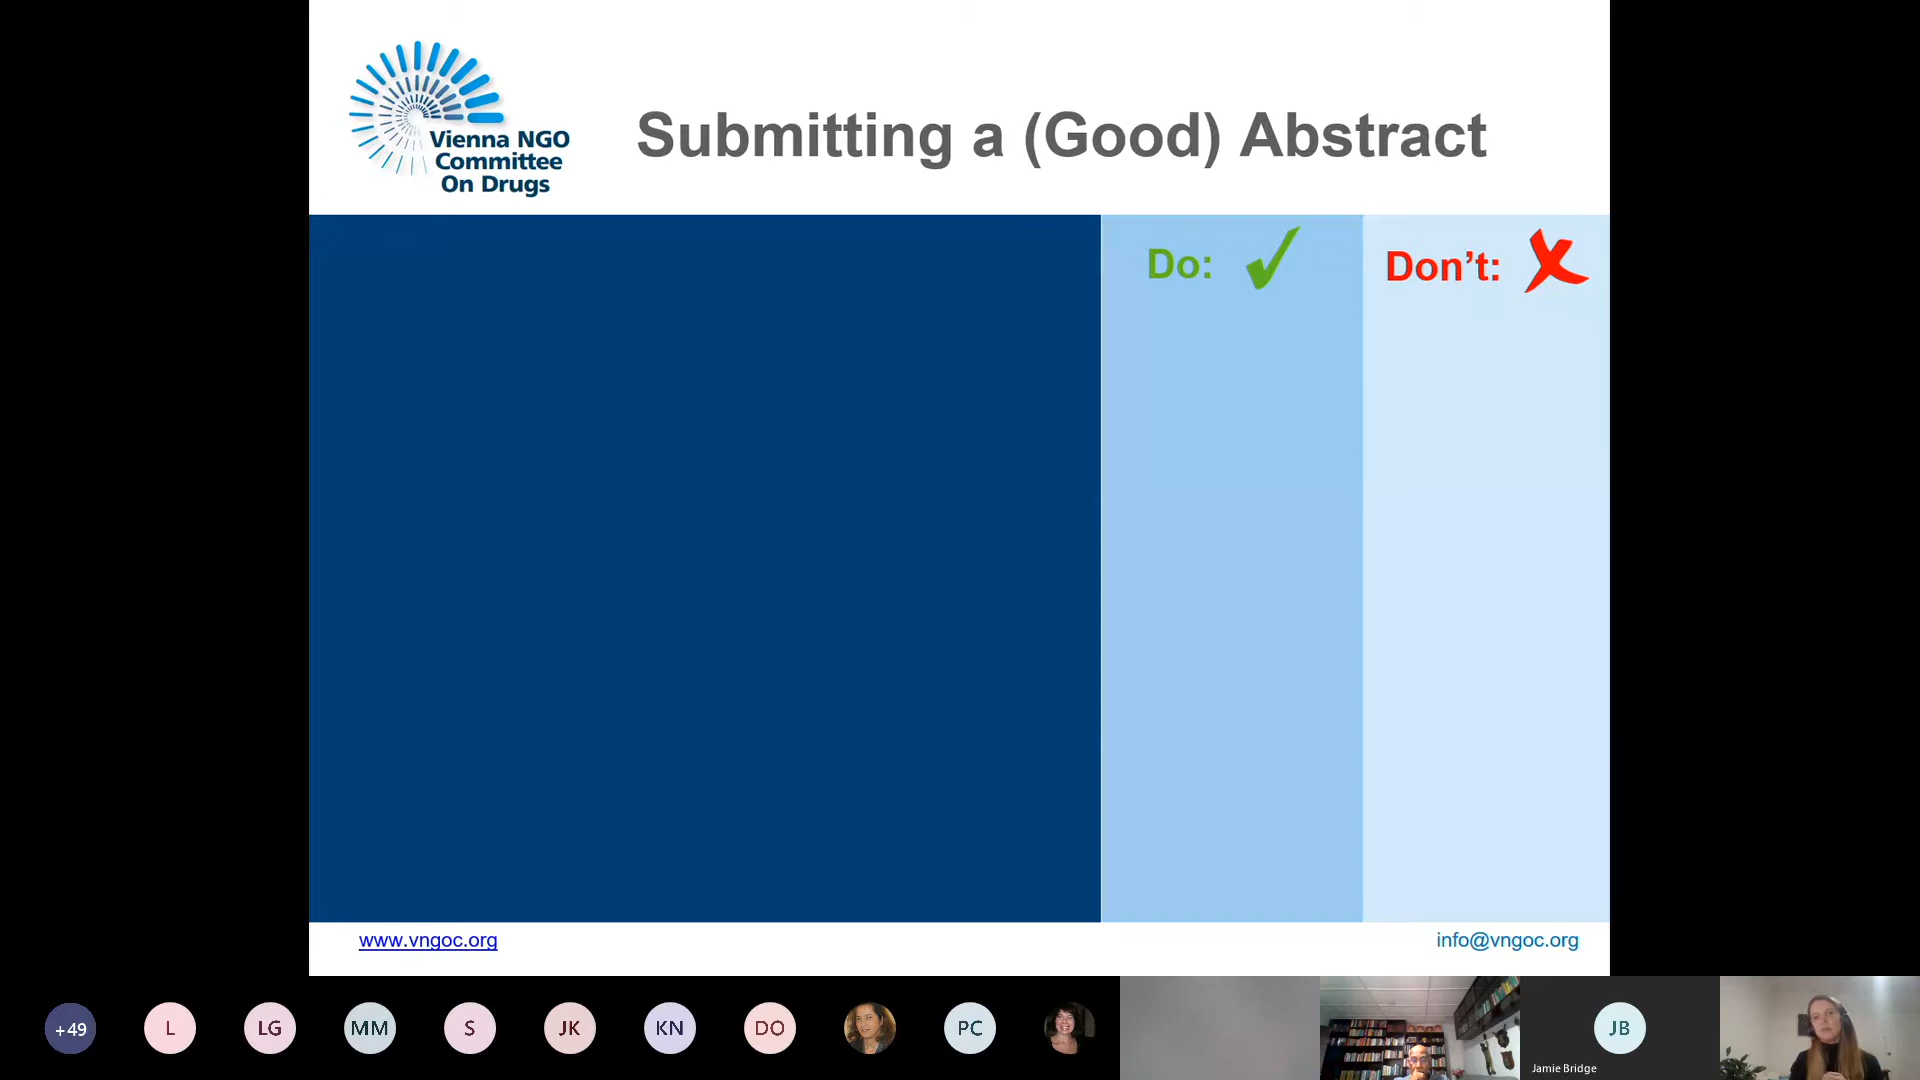 Vienna NGO
Committee
On Drugs
Submitting a (Good) Abstract
Do:
Don't:
www.vngoc.org
info@vngoc.org
+49
L
LG
MM
S
JK
KN
DO
PC
JB
Jamie Bridge